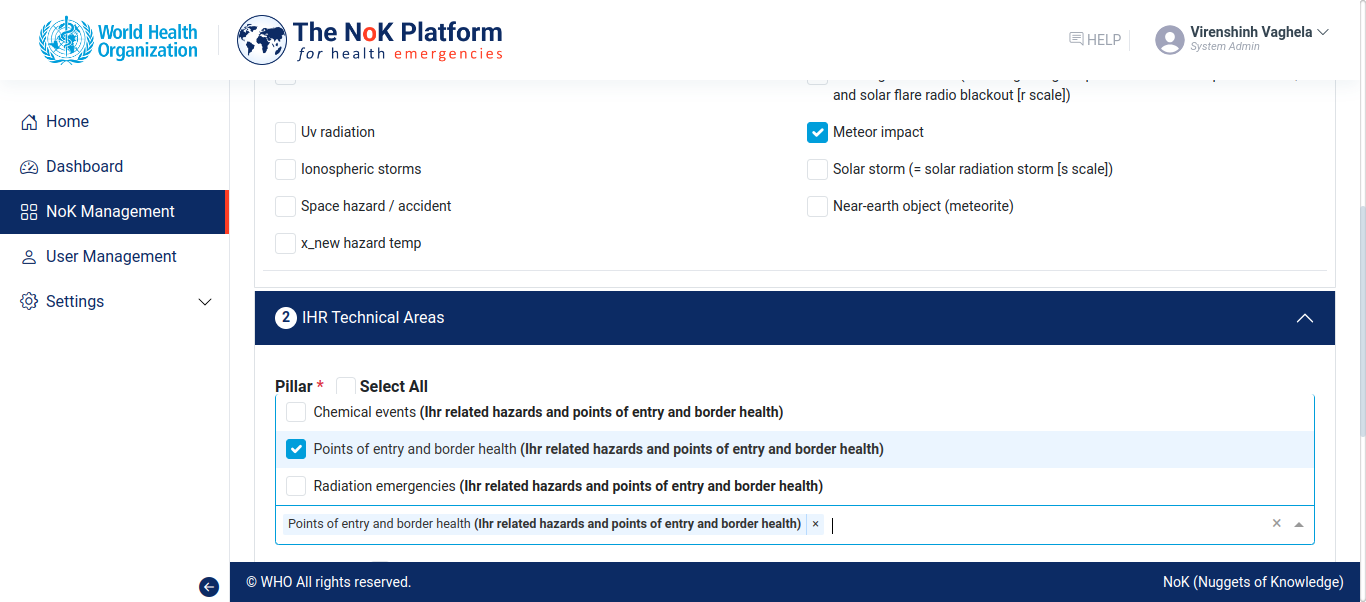 World Health
Organization
The NoK Platform
for health emergencies
HELP
Virenshinh Vaghela
System Admin
Home
Dashboard
NoK Management
User Management
Settings
and solar flare radio blackout [r scale])
Uv radiation
Meteor impact
Ionospheric storms
Solar storm (= solar radiation storm [s scale])
Space hazard / accident
Near-earth object (meteorite)
x_new hazard temp
2 IHR Technical Areas
Pillar * Select All
Chemical events (Ihr related hazards and points of entry and border health)
Points of entry and border health (Ihr related hazards and points of entry and border health)
Radiation emergencies (Ihr related hazards and points of entry and border health)
Points of entry and border health (Ihr related hazards and points of entry and border health) ×
© WHO All rights reserved.
NoK (Nuggets of Knowledge)